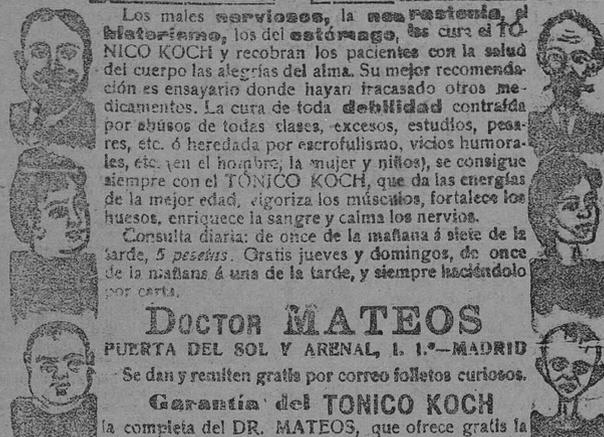 Los males nerviosos, la neurastenia, el
histerismo, los del estómago, los cura el TÓ-
NICO KOCH y recobran los pacientes con la salud
del cuerpo las alegrías del alma. Su mejor recomenda-
ción es ensayarlo donde hayan fracasado otros me-
dicamentos. La cura de toda debilidad contraída
por abusos de todas clases, excesos, estudios, pesa-
res, etc. ó heredada por escrofulismo, vicios humora-
les, etc. (en el hombre, la mujer y niños), se consigue
siempre con el TÓNICO KOCH, que da las energías
de la mejor edad, vigoriza los músculos, fortalece los
huesos, enriquece la sangre y calma los nervios.
Consulta diaria: de once de la mañana á siete de la
tarde, 5 pesetas. Gratis jueves y domingos, de once
de la mañana á una de la tarde, y siempre haciéndolo
por carta.
DOCTOR MATEOS
PUERTA DEL SOL Y ARENAL, 1. 1.º—MADRID
Se dan y remiten gratis por correo folletos curiosos.
Garantía del TONICO KOCH
la completa del DR. MATEOS, que ofrece gratis la